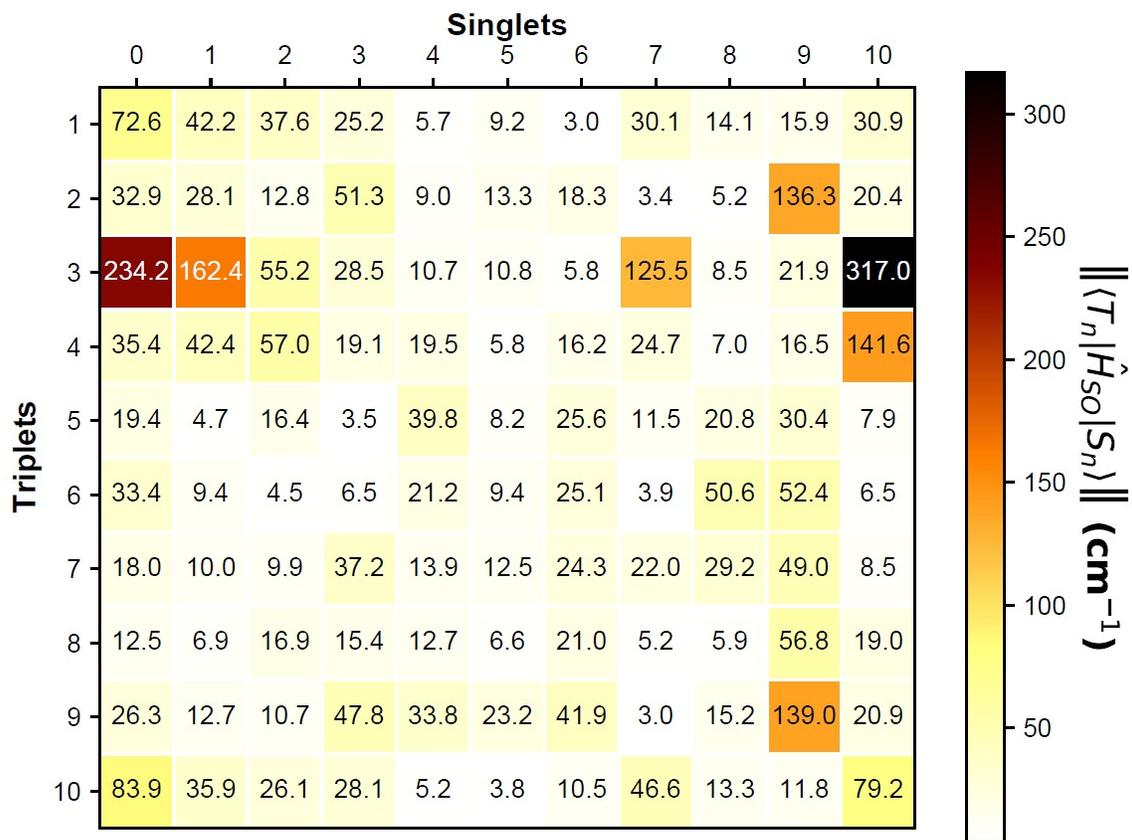 Singlets
0 1 2 3 4 5 6 7 8 9 10
1 72.6 42.2 37.6 25.2 5.7 9.2 3.0 30.1 14.1 15.9 30.9
2 32.9 28.1 12.8 51.3 9.0 13.3 18.3 3.4 5.2 136.3 20.4
3 234.2 162.4 55.2 28.5 10.7 10.8 5.8 125.5 8.5 21.9 317.0
4 35.4 42.4 57.0 19.1 19.5 5.8 16.2 24.7 7.0 16.5 141.6
5 19.4 4.7 16.4 3.5 39.8 8.2 25.6 11.5 20.8 30.4 7.9
6 33.4 9.4 4.5 6.5 21.2 9.4 25.1 3.9 50.6 52.4 6.5
7 18.0 10.0 9.9 37.2 13.9 12.5 24.3 22.0 29.2 49.0 8.5
8 12.5 6.9 16.9 15.4 12.7 6.6 21.0 5.2 5.9 56.8 19.0
9 26.3 12.7 10.7 47.8 33.8 23.2 41.9 3.0 15.2 139.0 20.9
10 83.9 35.9 26.1 28.1 5.2 3.8 10.5 46.6 13.3 11.8 79.2
Triplets
300
250
200
150
100
50
‖⟨Tₙ|Ĥ_SO|Sₙ⟩‖ (cm⁻¹)